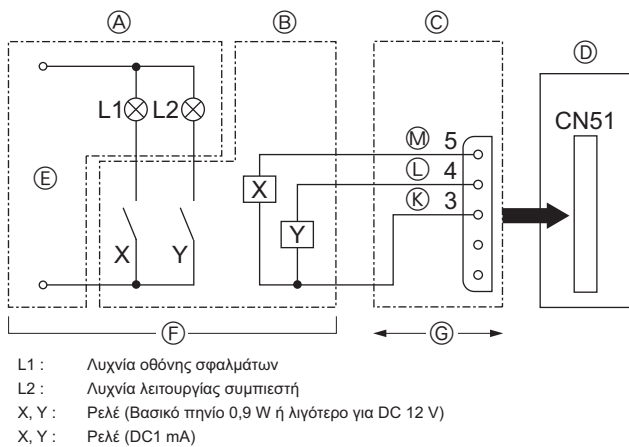 Ⓐ Ⓑ Ⓒ Ⓓ
CN51
L1 L2
Ⓜ 5
Ⓛ 4
Ⓚ 3
Ⓔ
X
Y
X Y
Ⓕ Ⓖ
L1 : Λυχνία οθόνης σφαλμάτων
L2 : Λυχνία λειτουργίας συμπιεστή
X, Y : Ρελέ (Βασικό πηνίο 0,9 W ή λιγότερο για DC 12 V)
X, Y : Ρελέ (DC1 mA)